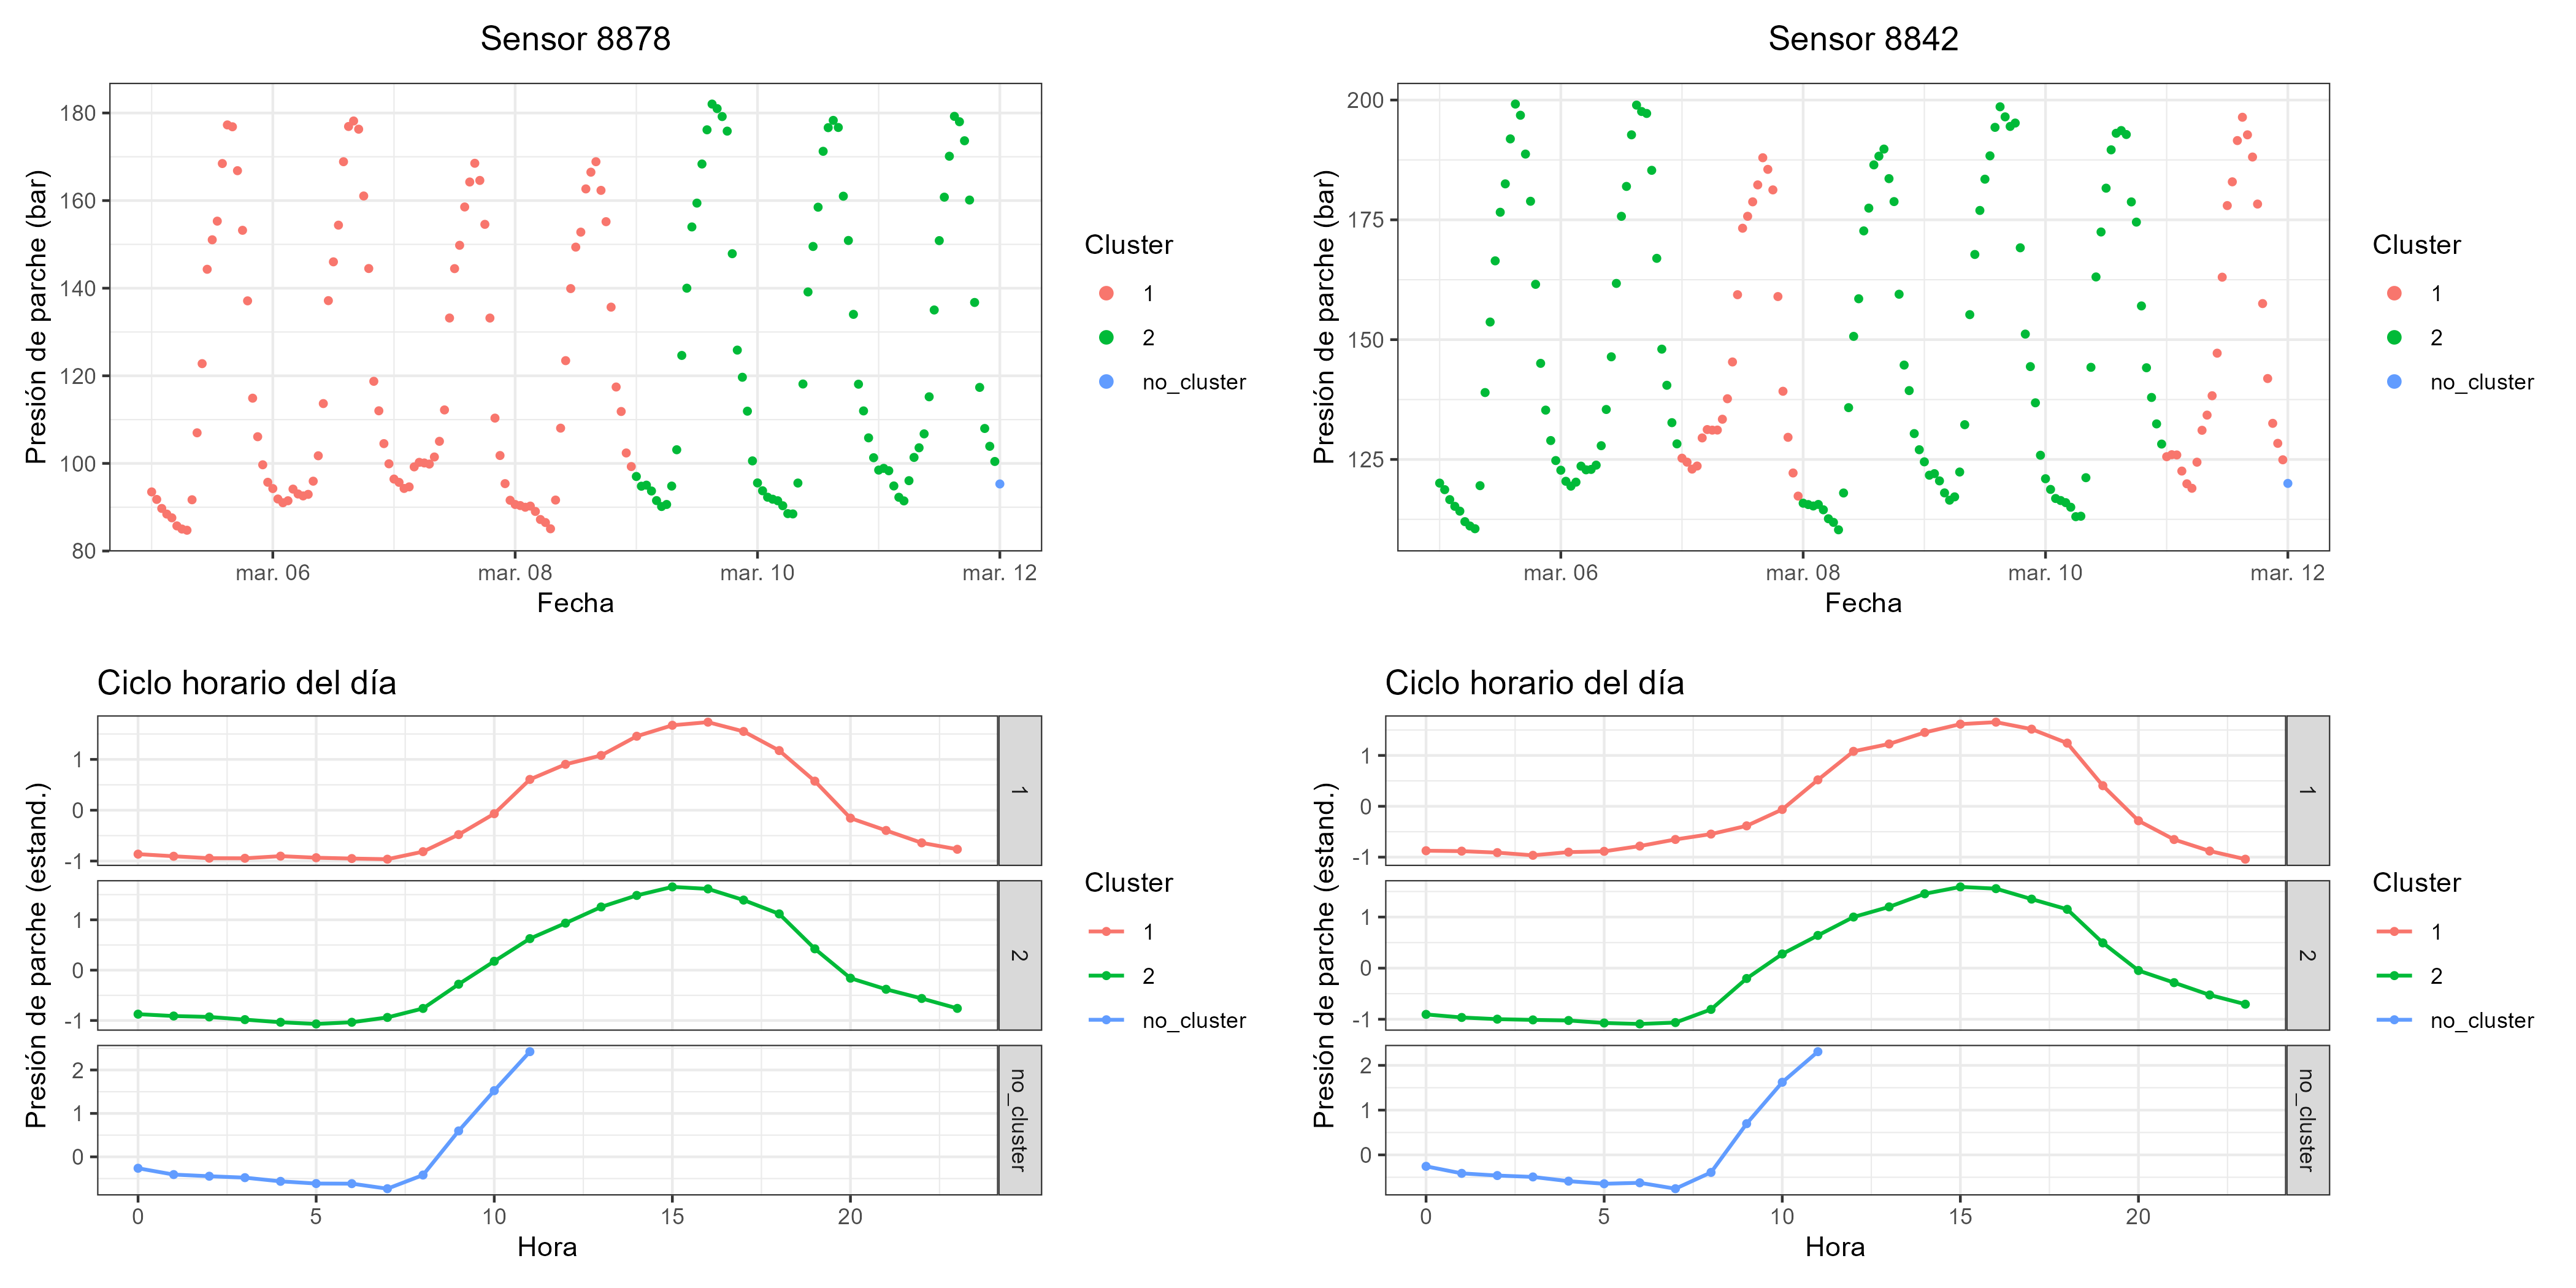 Sensor 8878
Presión de parche (bar)
180
160
140
120
100
80
mar. 06
mar. 08
mar. 10
mar. 12
Fecha
Cluster
1
2
no_cluster
Sensor 8842
Presión de parche (bar)
200
175
150
125
mar. 06
mar. 08
mar. 10
mar. 12
Fecha
Cluster
1
2
no_cluster
Ciclo horario del día
Presión de parche (estand.)
1
0
-1
1
1
0
-1
2
2
1
0
no_cluster
0
5
10
15
20
Hora
Cluster
1
2
no_cluster
Ciclo horario del día
Presión de parche (estand.)
1
0
-1
1
1
0
-1
2
2
1
0
no_cluster
0
5
10
15
20
Hora
Cluster
1
2
no_cluster